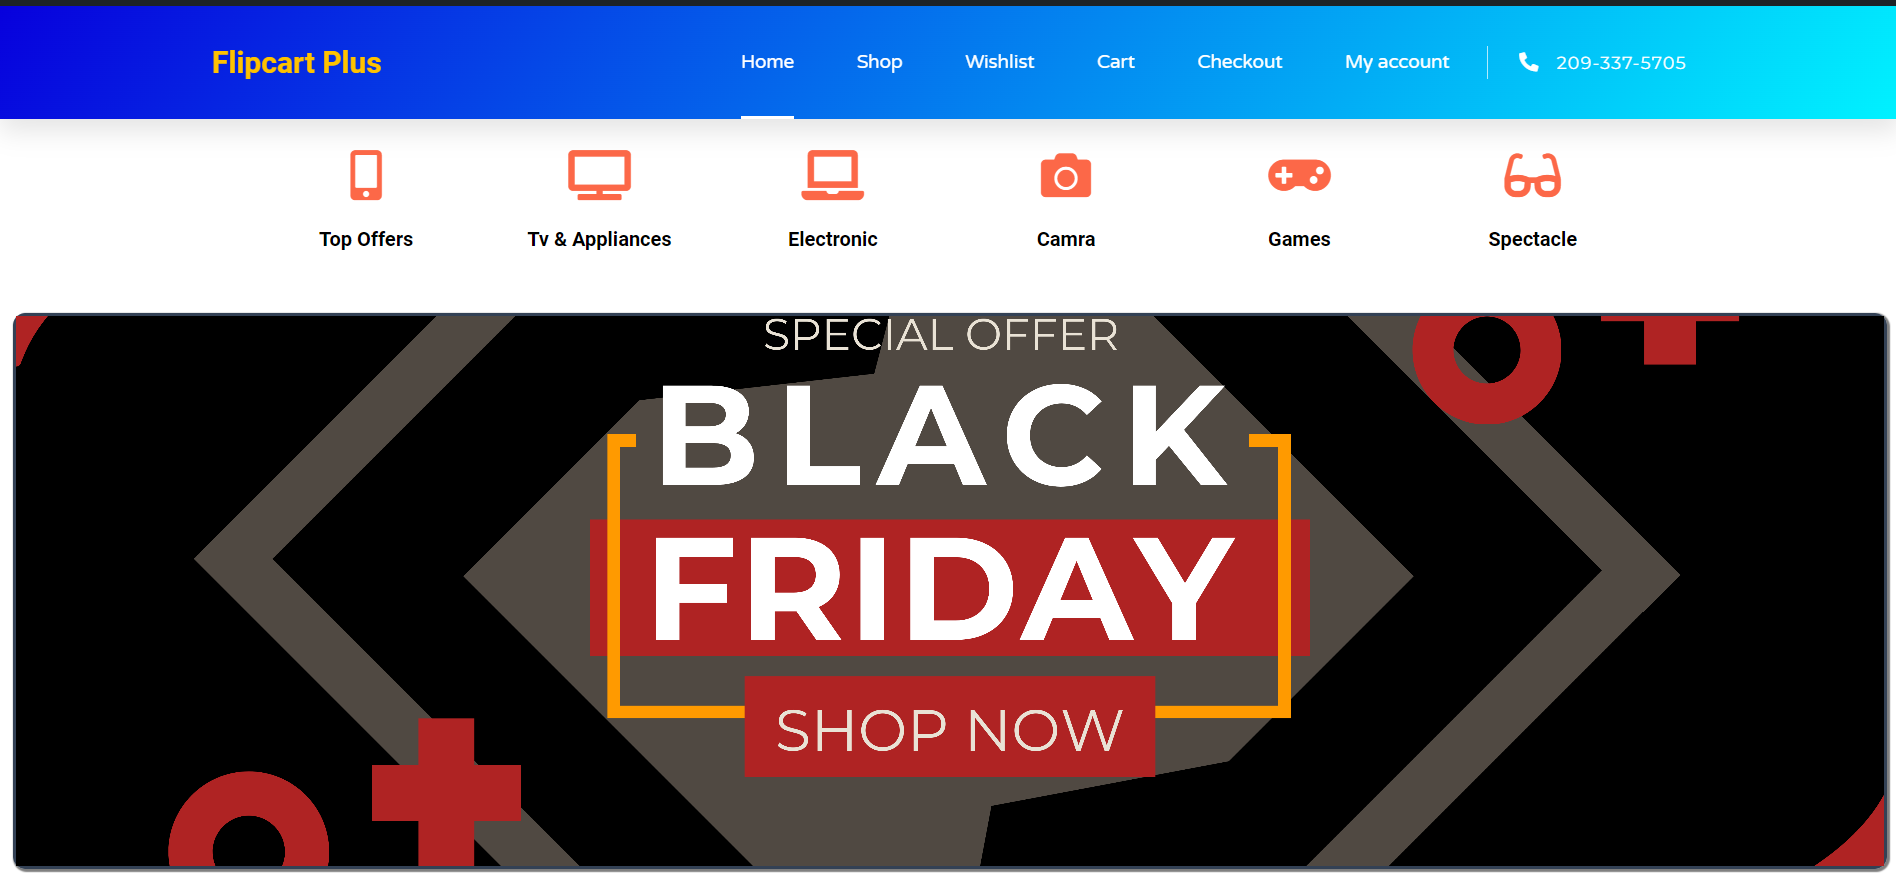 Flipcart Plus
Home Shop Wishlist Cart Checkout My account 209-337-5705
Top Offers Tv & Appliances Electronic Camra Games Spectacle
SPECIAL OFFER
BLACK
FRIDAY
SHOP NOW